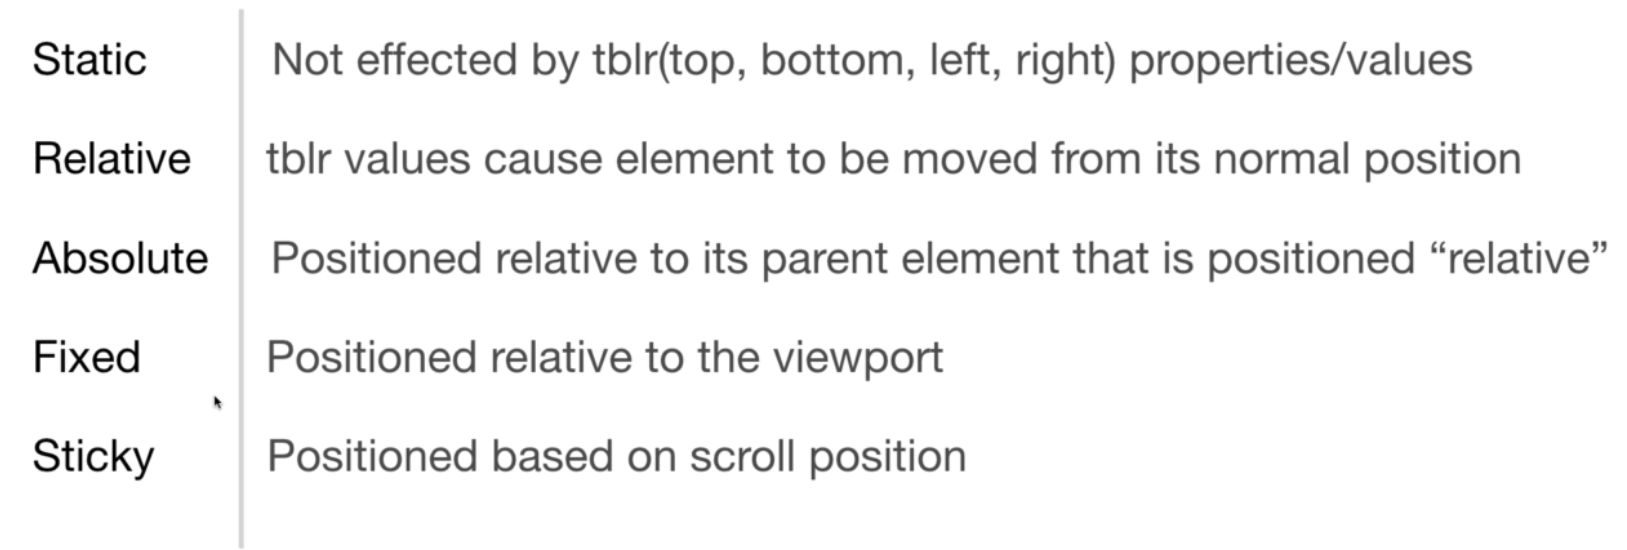 Static Not effected by tblr(top, bottom, left, right) properties/values
Relative tblr values cause element to be moved from its normal position
Absolute Positioned relative to its parent element that is positioned “relative”
Fixed Positioned relative to the viewport
Sticky Positioned based on scroll position